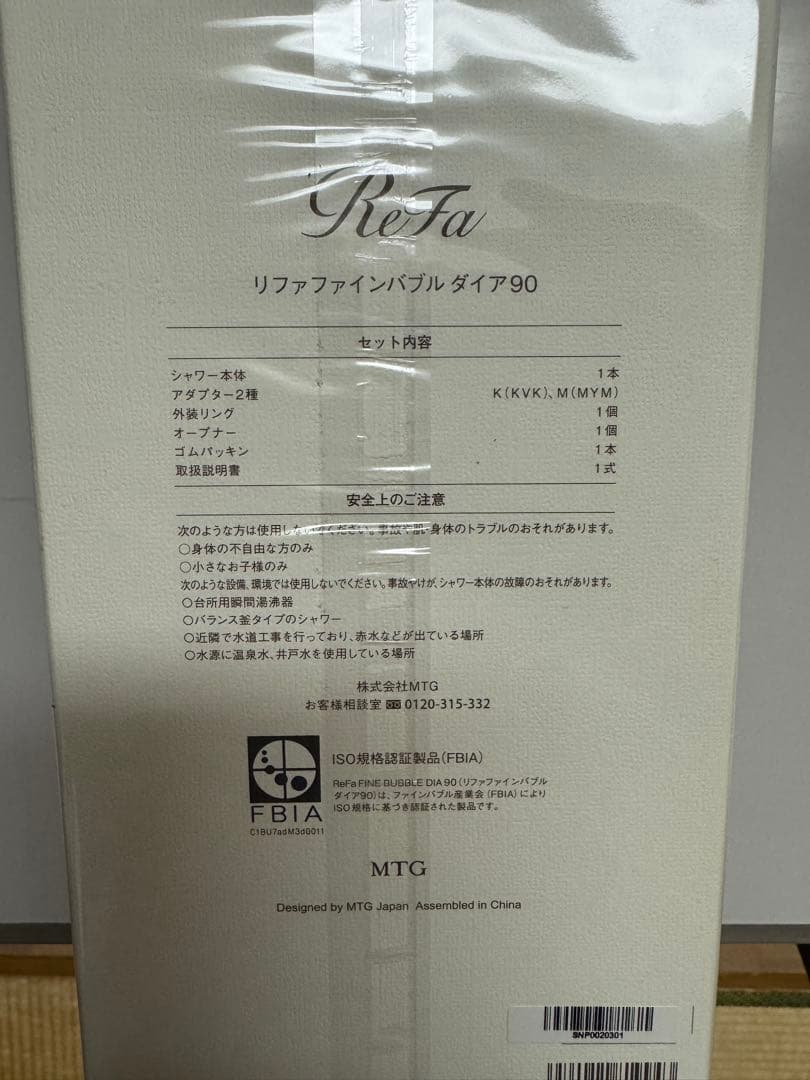 ReFa
リファファインバブル ダイア90
セット内容
シャワー本体 1本
アダプター2種 K(KVK)、M(MYM)
外装リング 1個
オープナー 1個
ゴムパッキン 1本
取扱説明書 1式
安全上のご注意
次のような方は使用しないでください。事故や肌・身体のトラブルのおそれがあります。
○身体の不自由な方のみ
○小さなお子様のみ
次のような設備、環境では使用しないでください。事故やけが、シャワー本体の故障のおそれがあります。
○台所用瞬間湯沸器
○バランス釜タイプのシャワー
○近隣で水道工事を行っており、赤水などが出ている場所
○水源に温泉水、井戸水を使用している場所
株式会社MTG
お客様相談室 0120-315-332
ISO規格認証製品(FBIA)
ReFa FINE BUBBLE DIA 90(リファファインバブル
ダイア90)は、ファインバブル産業会(FBIA)により
ISO規格に基づき認証された製品です。
FBIA
C1BU7adM3d0011
MTG
Designed by MTG Japan Assembled in China
SNP0020301